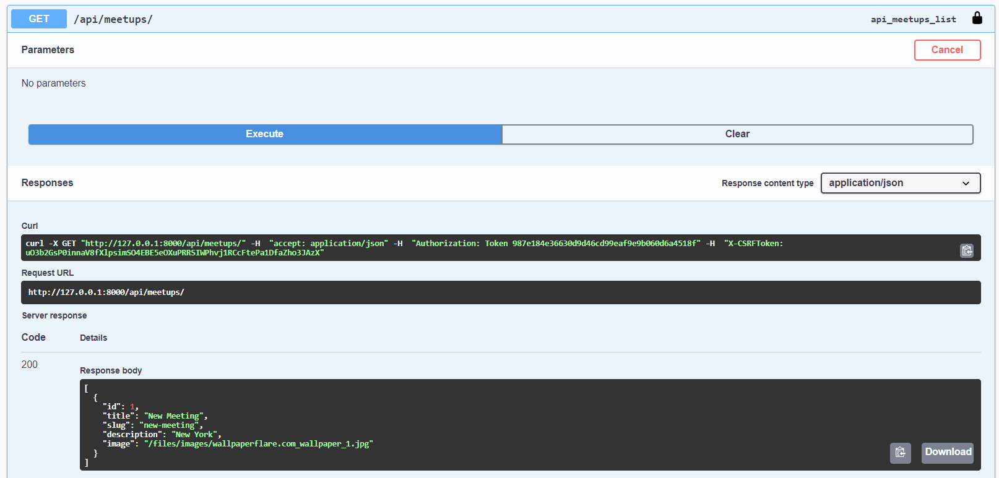 GET /api/meetups/ api_meetups_list
Parameters Cancel
No parameters
Execute Clear
Responses Response content type application/json
Curl
curl -X GET "http://127.0.0.1:8000/api/meetups/" -H  "accept: application/json" -H  "Authorization: Token 987e184e36630d9d46cd99eaf9e9b060d6a4518f" -H  "X-CSRFToken:
uO3b2GsP0innaV8fXlpsimSO4EBE5eOXuPRRSIWPhvj1RCcFtePa1DfaZho3JAzX"
Request URL
http://127.0.0.1:8000/api/meetups/
Server response
Code Details
200
Response body
[
  {
    "id": 1,
    "title": "New Meeting",
    "slug": "new-meeting",
    "description": "New York",
    "image": "/files/images/wallpaperflare.com_wallpaper_1.jpg"
  }
]
Download